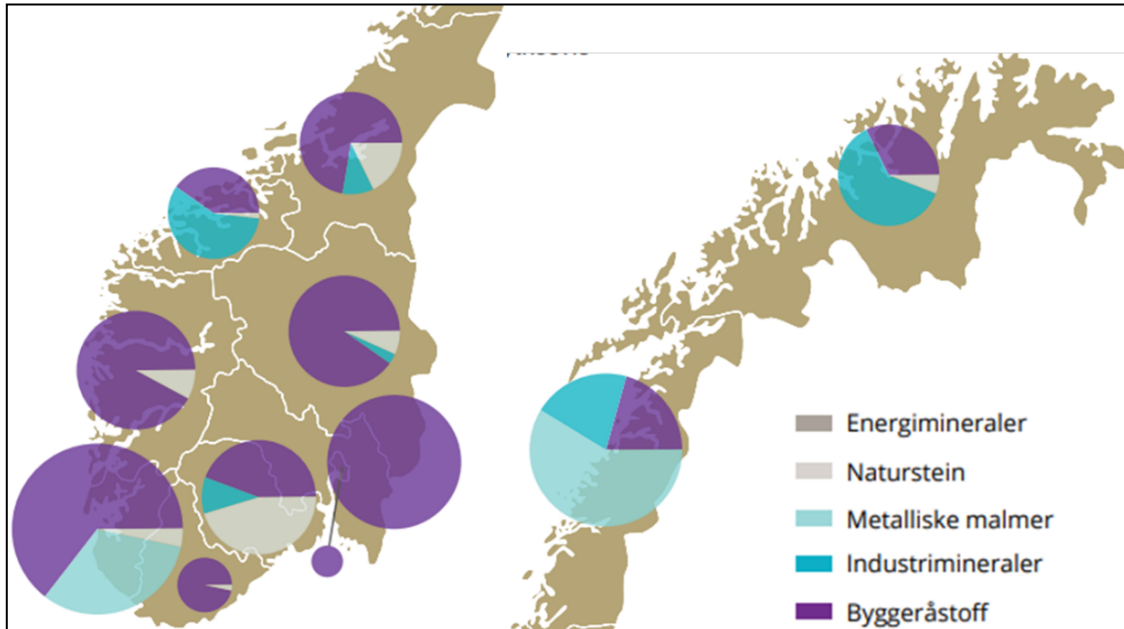 Energimineraler
Naturstein
Metalliske malmer
Industrimineraler
Byggeråstoff